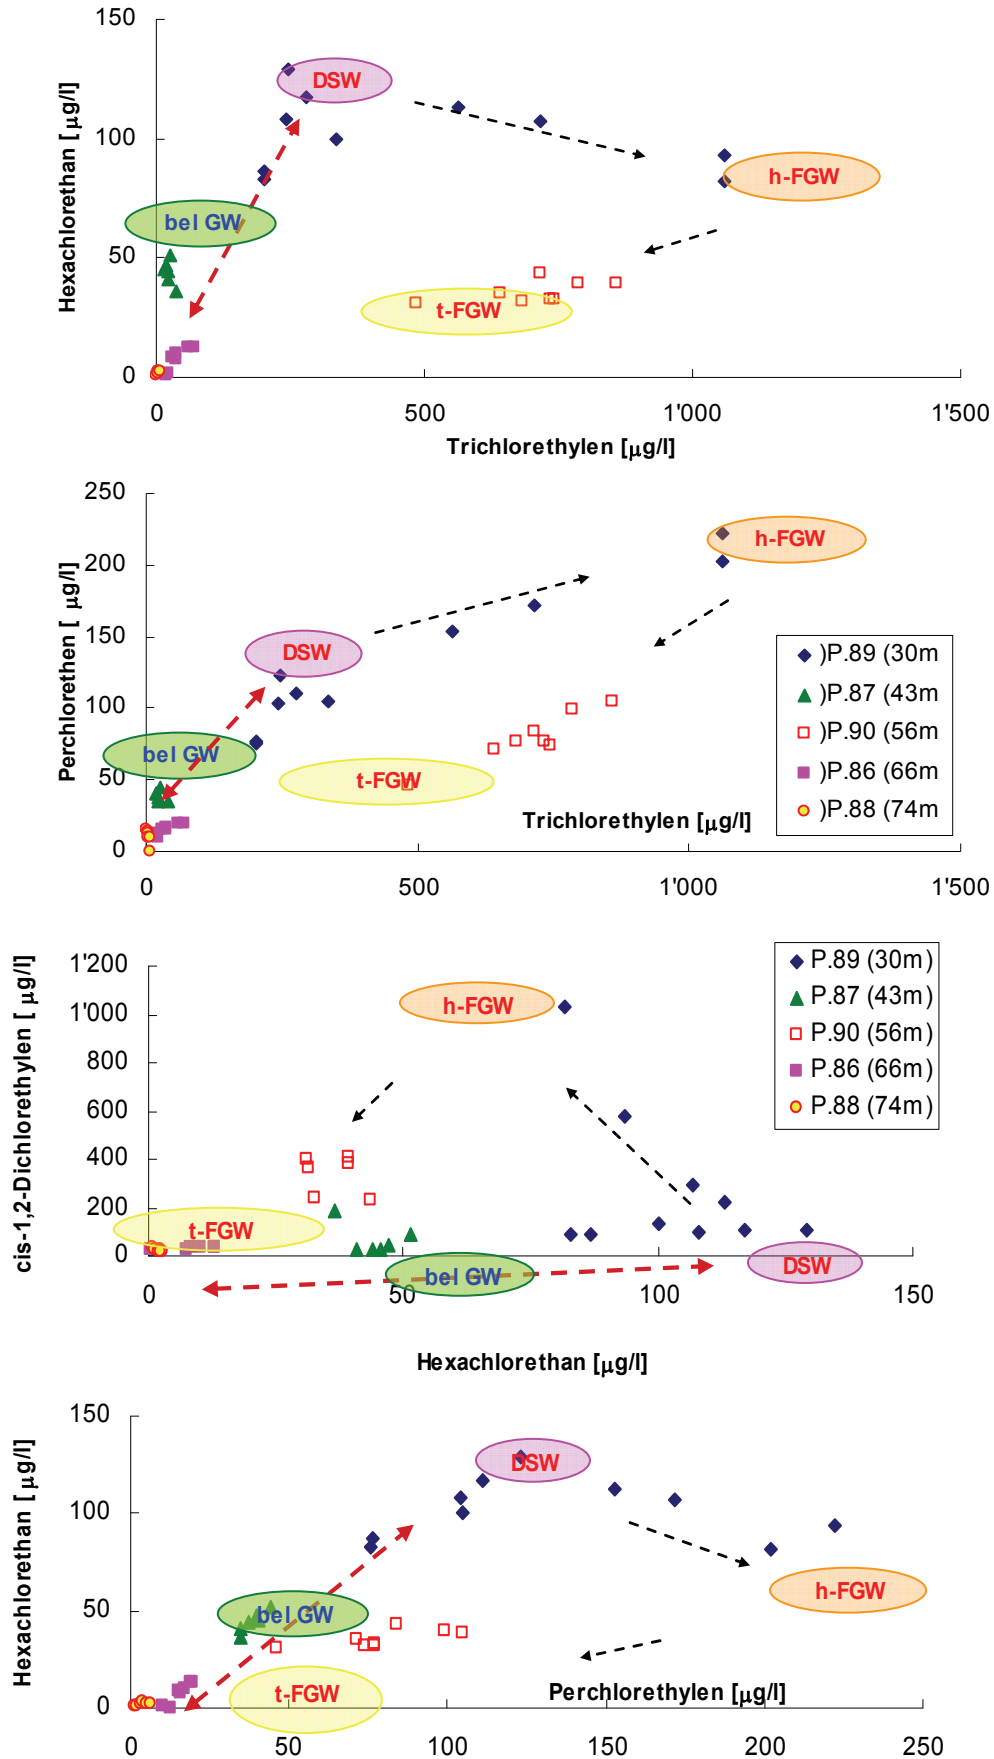 150
Hexachlorethan [ µg/l]
100
50
0
DSW
h-FGW
bel GW
t-FGW
0
500
1'000
1'500
Trichlorethylen [µg/l]
250
Perchlorethen [ µg/l]
200
150
100
50
0
h-FGW
DSW
bel GW
t-FGW
)P.89 (30m
)P.87 (43m
)P.90 (56m
)P.86 (66m
)P.88 (74m
Trichlorethylen [µg/l]
0
500
1'000
1'500
cis-1,2-Dichlorethylen [ µg/l]
1'200
1'000
800
600
400
200
0
h-FGW
t-FGW
bel GW
DSW
P.89 (30m)
P.87 (43m)
P.90 (56m)
P.86 (66m)
P.88 (74m)
0
50
100
150
Hexachlorethan [µg/l]
Hexachlorethan [ µg/l]
150
100
50
0
DSW
h-FGW
bel GW
t-FGW
Perchlorethylen [µg/l]
0
50
100
150
200
250